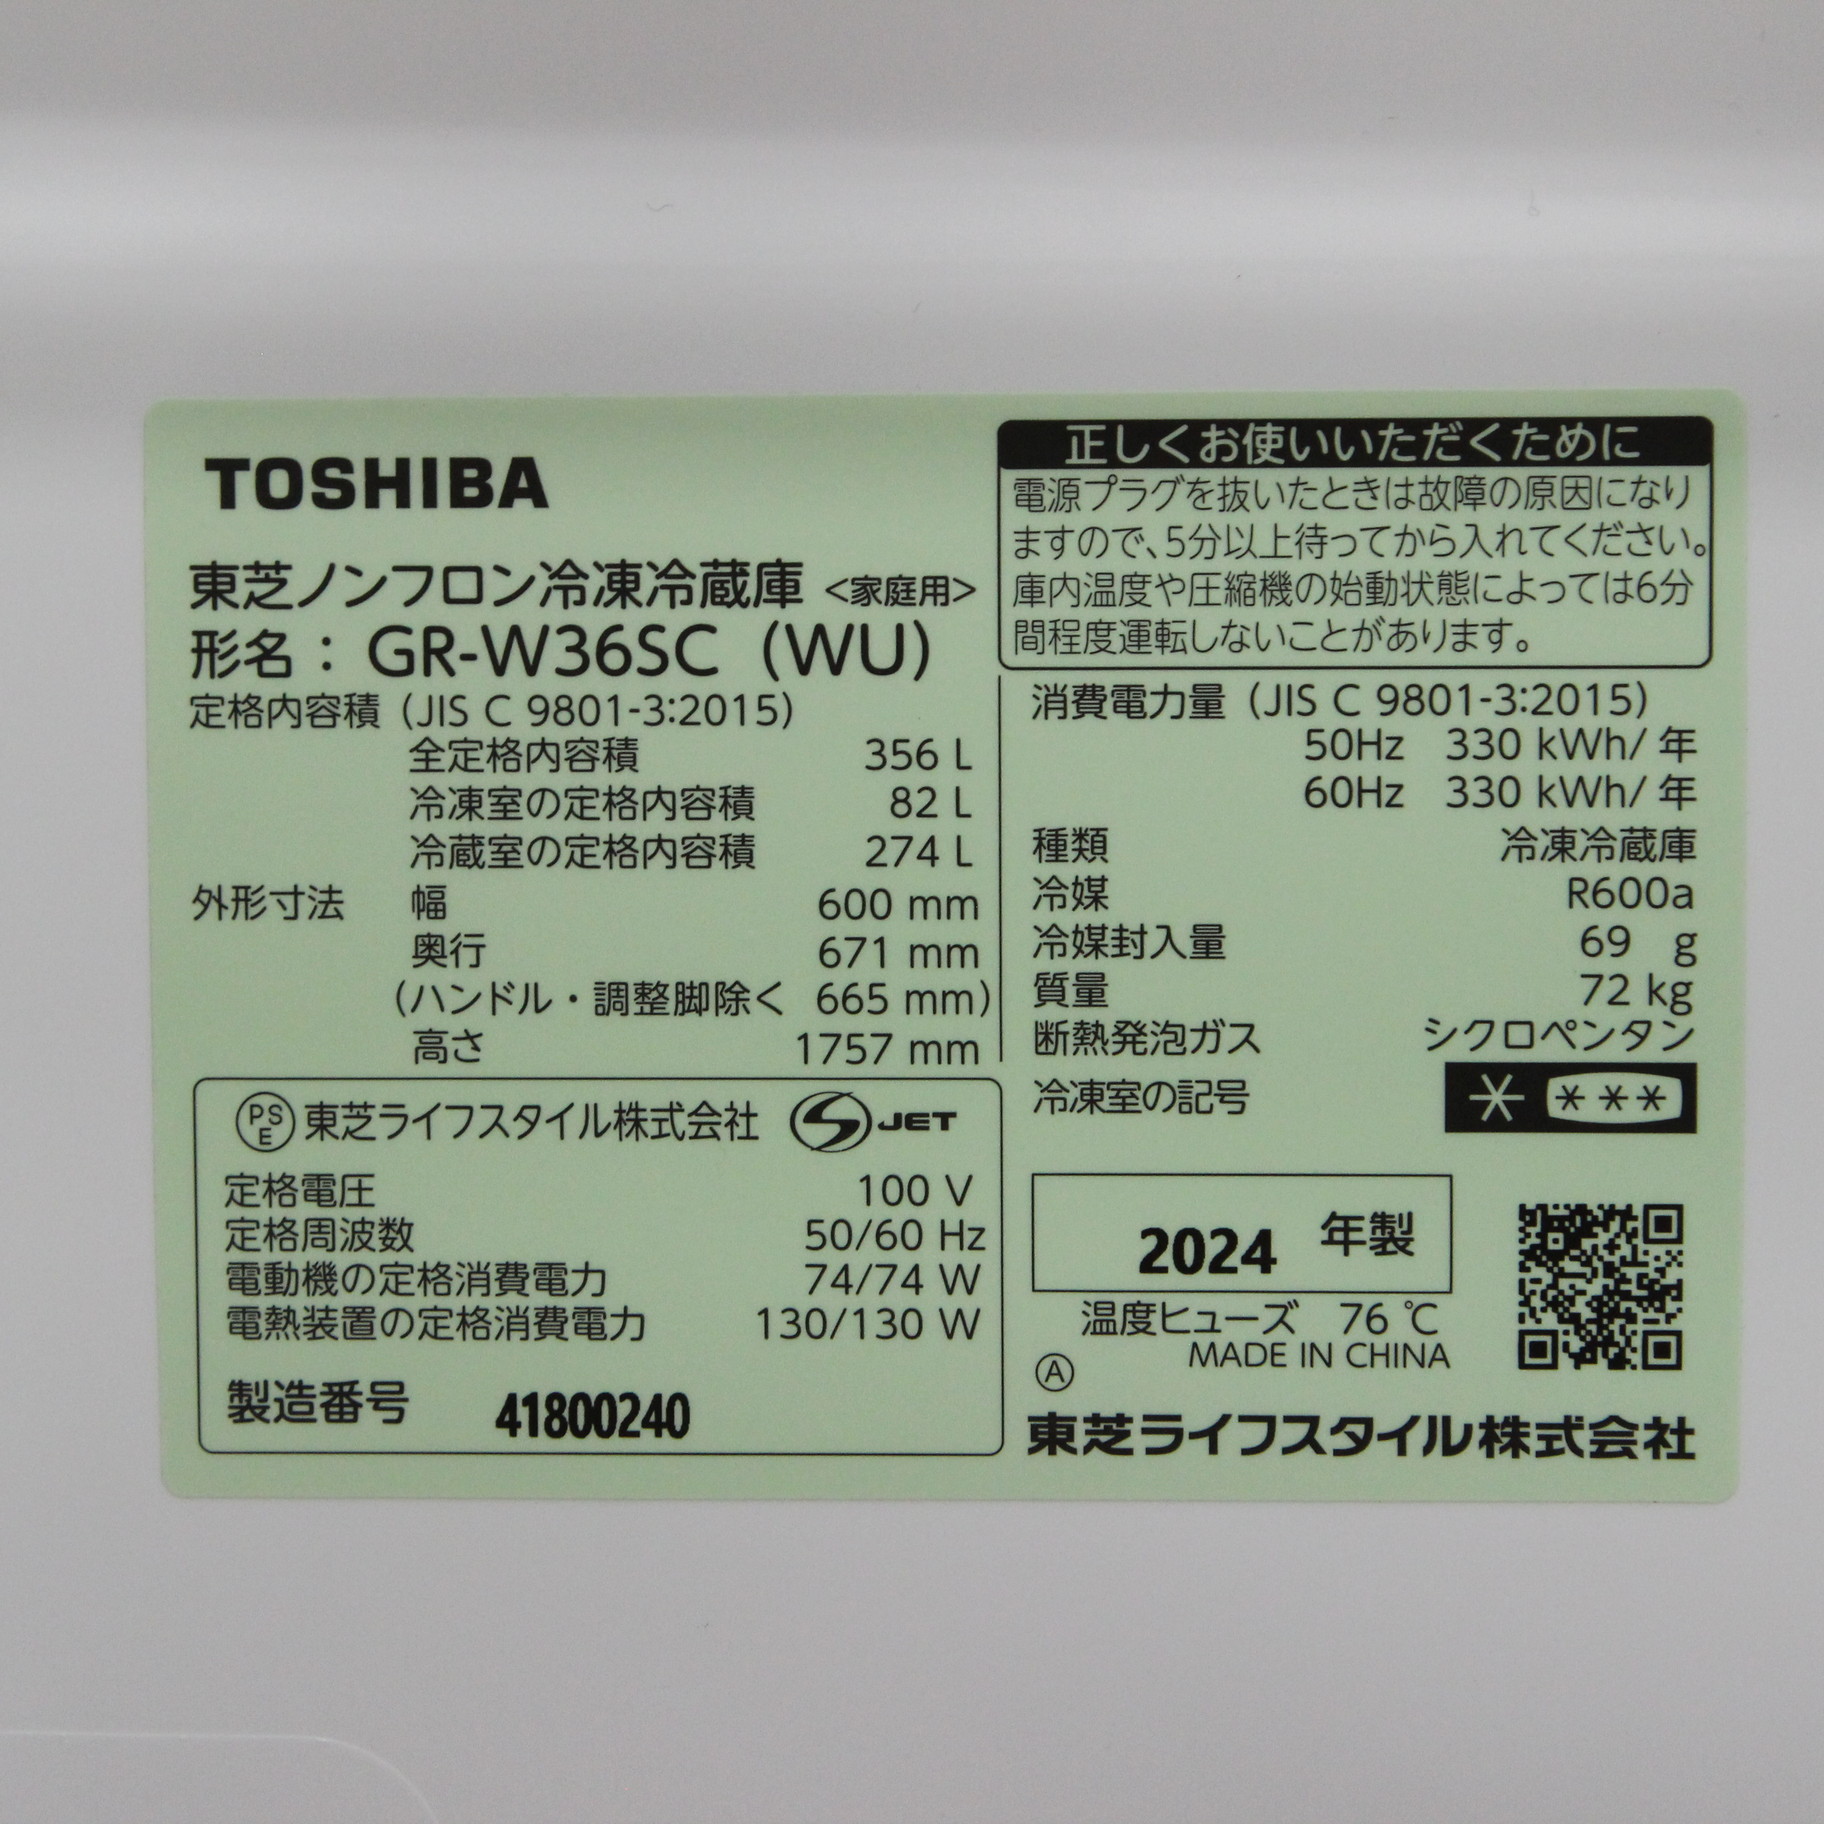 TOSHIBA
東芝ノンフロン冷凍冷蔵庫 <家庭用>
形名： GR-W36SC (WU)
定格内容積 (JIS C 9801-3:2015)
全定格内容積 356 L
冷凍室の定格内容積 82 L
冷蔵室の定格内容積 274 L
外形寸法 幅 600 mm
奥行 671 mm
(ハンドル・調整脚除く 665 mm)
高さ 1757 mm
PSE 東芝ライフスタイル株式会社 S JET
定格電圧 100 V
定格周波数 50/60 Hz
電動機の定格消費電力 74/74 W
電熱装置の定格消費電力 130/130 W
製造番号 41800240
正しくお使いいただくために
電源プラグを抜いたときは故障の原因になり
ますので、5分以上待ってから入れてください。
庫内温度や圧縮機の始動状態によっては6分
間程度運転しないことがあります。
消費電力量 (JIS C 9801-3:2015)
50Hz 330 kWh/年
60Hz 330 kWh/年
種類 冷凍冷蔵庫
冷媒 R600a
冷媒封入量 69 g
質量 72 kg
断熱発泡ガス シクロペンタン
冷凍室の記号 * ***
2024 年製
温度ヒューズ 76 ℃
MADE IN CHINA
Ⓐ
東芝ライフスタイル株式会社